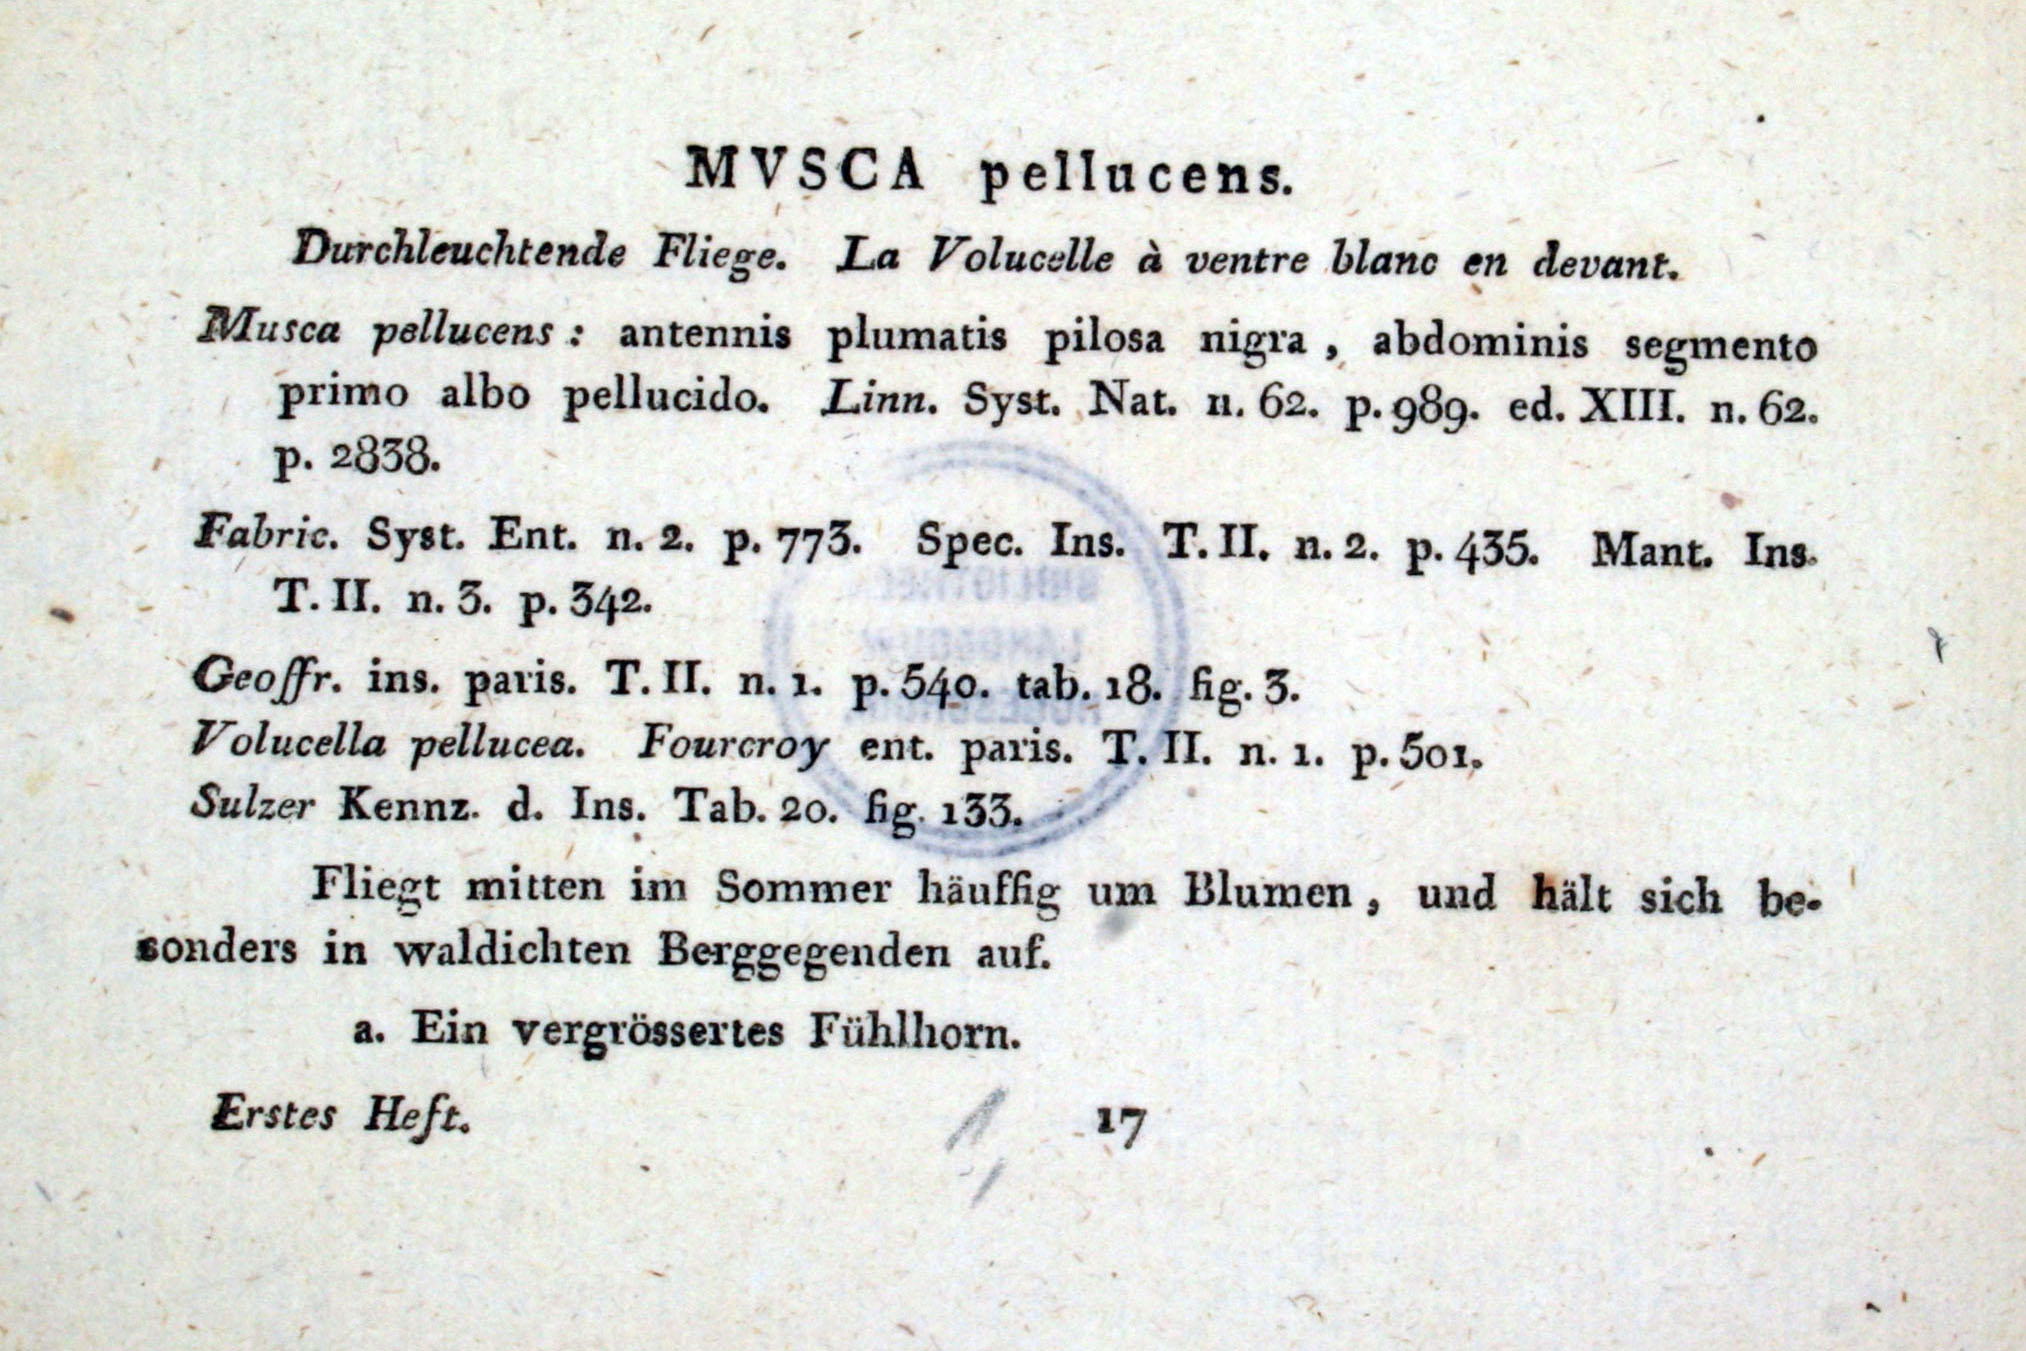 MVSCA pellucens.
Durchleuchtende Fliege. La Volucelle à ventre blanc en devant.
Musca pellucens : antennis plumatis pilosa nigra , abdominis segmento
primo albo pellucido. Linn. Syst. Nat. n. 62. p. 989. ed. XIII. n. 62.
p. 2838.
Fabric. Syst. Ent. n. 2. p. 773. Spec. Ins. T. II. n. 2. p. 435. Mant. Ins.
T. II. n. 3. p. 342.
Geoffr. ins. paris. T. II. n. 1. p. 540. tab. 18. fig. 3.
Volucella pellucea. Fourcroy ent. paris. T. II. n. 1. p. 501.
Sulzer Kennz. d. Ins. Tab. 20. fig. 133.
Fliegt mitten im Sommer häuffig um Blumen , und hält sich be-
sonders in waldichten Berggegenden auf.
a. Ein vergrössertes Fühlhorn.
Erstes Heft. 17